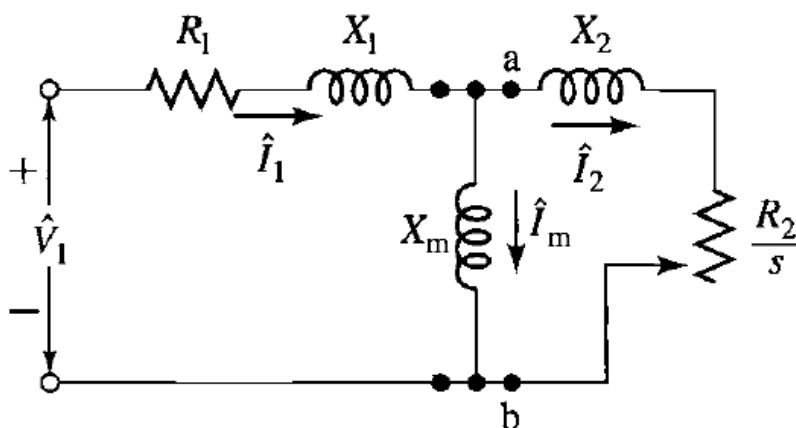 R₁ X₁ a X₂
Î₁ Î₂
+
V̂₁ Xₘ Îₘ R₂/s
−
b